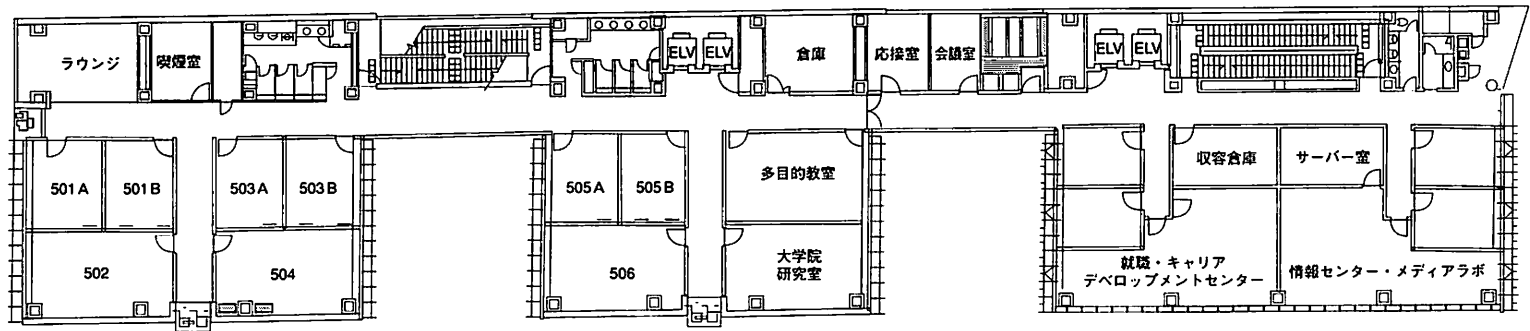 ラウンジ
喫煙室
ELV
ELV
倉庫
応接室
会議室
ELV
ELV
501A
501B
503A
503B
505A
505B
多目的教室
収容倉庫
サーバー室
502
504
506
大学院
研究室
就職・キャリア
デベロップメントセンター
情報センター・メディアラボ